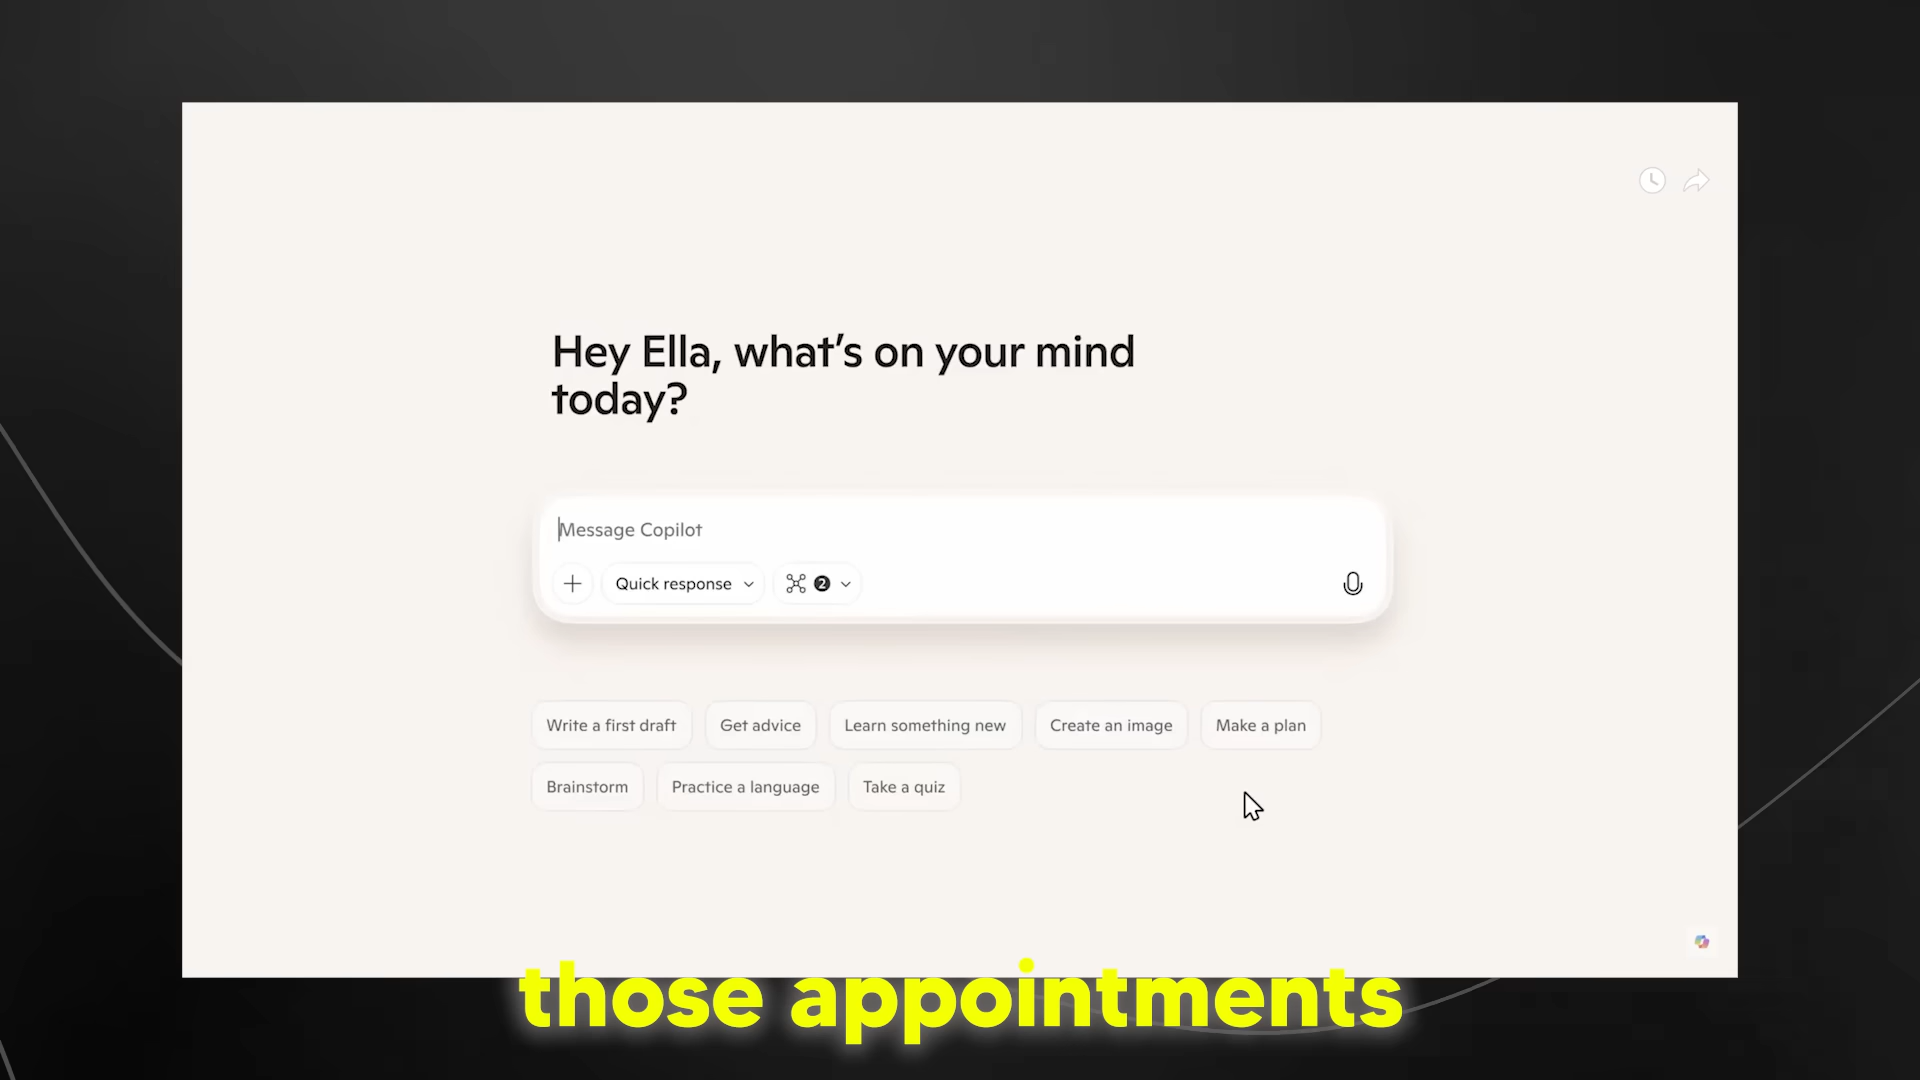 Hey Ella, what's on your mind
today?
Message Copilot
Quick response
2
Write a first draft
Get advice
Learn something new
Create an image
Make a plan
Brainstorm
Practice a language
Take a quiz
those appointments